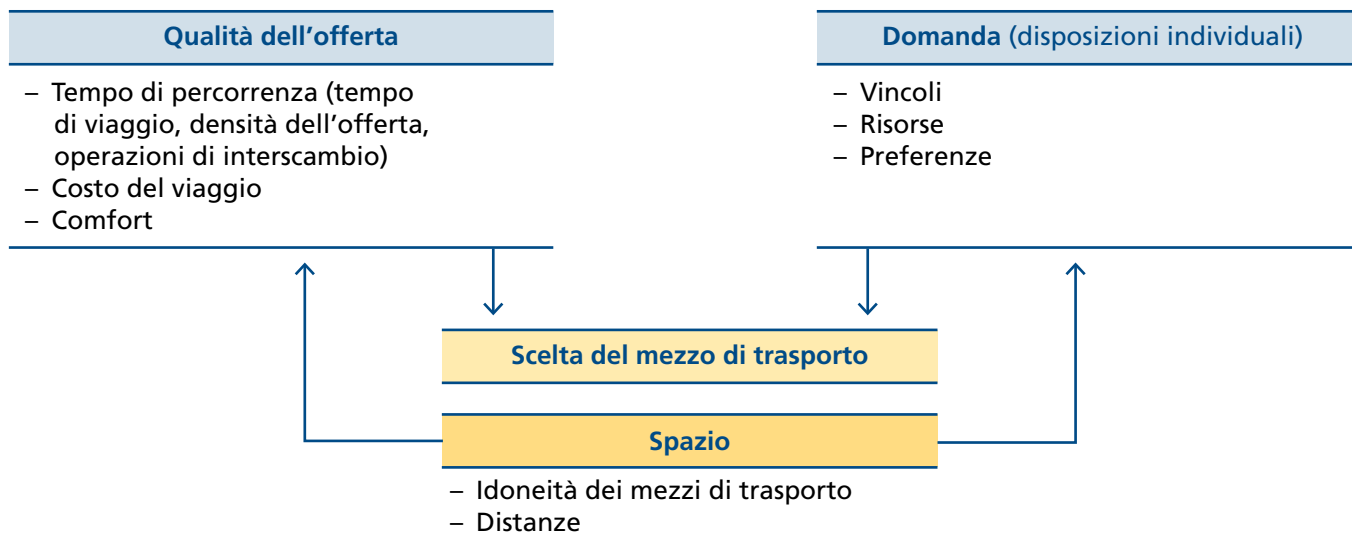 Qualità dell’offerta
– Tempo di percorrenza (tempo
di viaggio, densità dell’offerta,
operazioni di interscambio)
– Costo del viaggio
– Comfort
Domanda (disposizioni individuali)
– Vincoli
– Risorse
– Preferenze
Scelta del mezzo di trasporto
Spazio
– Idoneità dei mezzi di trasporto
– Distanze